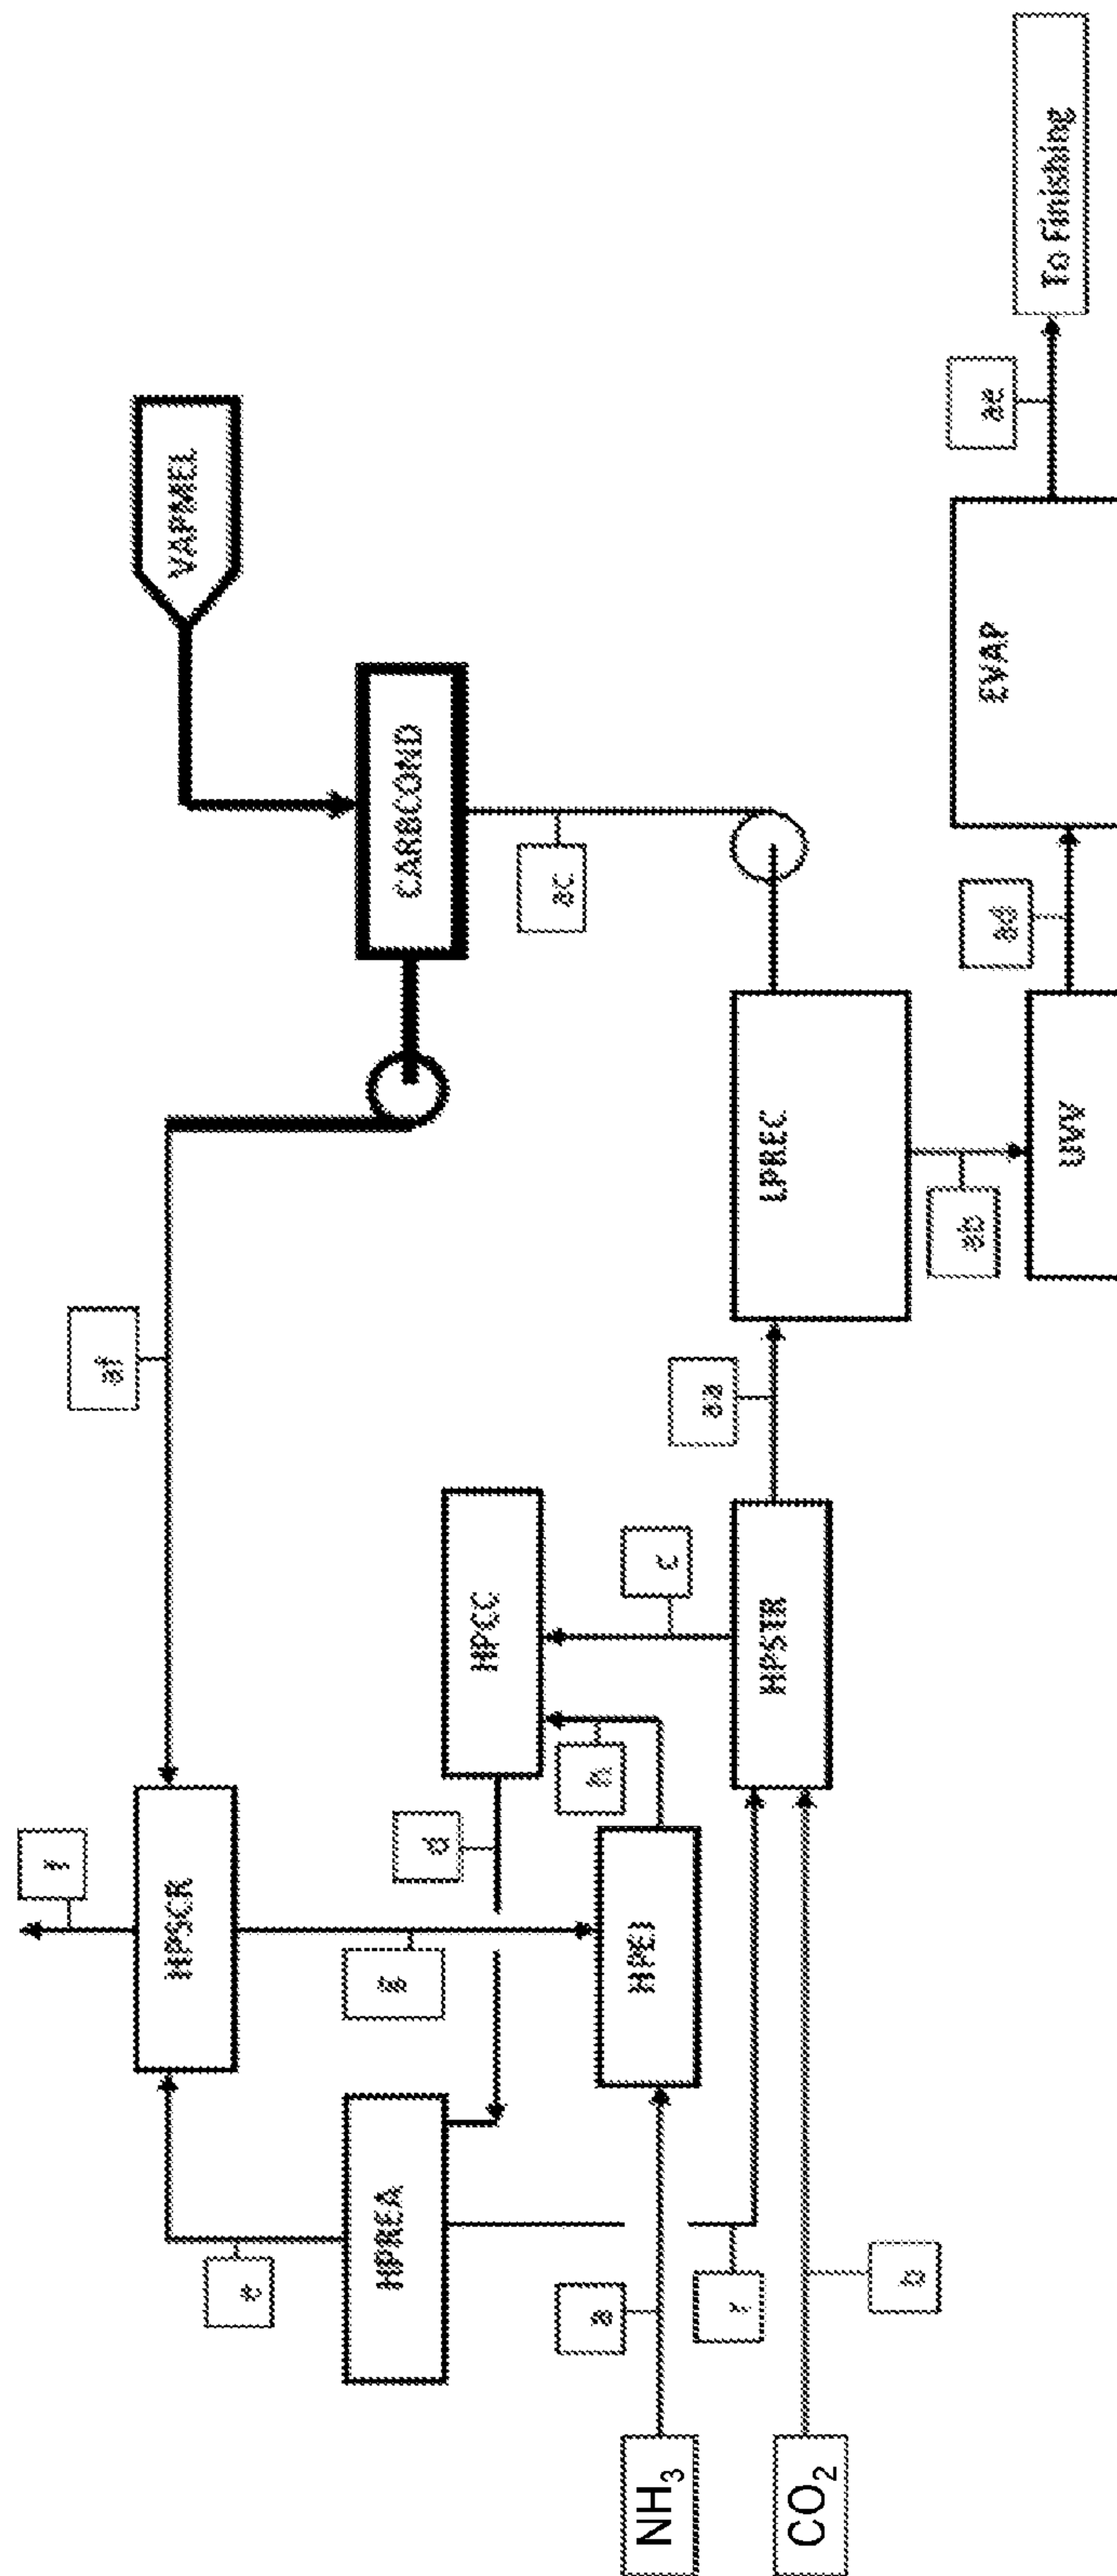 f
af
HPSCR
VAPMEL
e
g
d
HPREA
CARBCOND
HPCC
ac
a
h
HPEJ
c
NH₃
aa
r
HPSTR
LPREC
CO₂
b
ab
ad
ae
EVAP
To Finishing
UVV